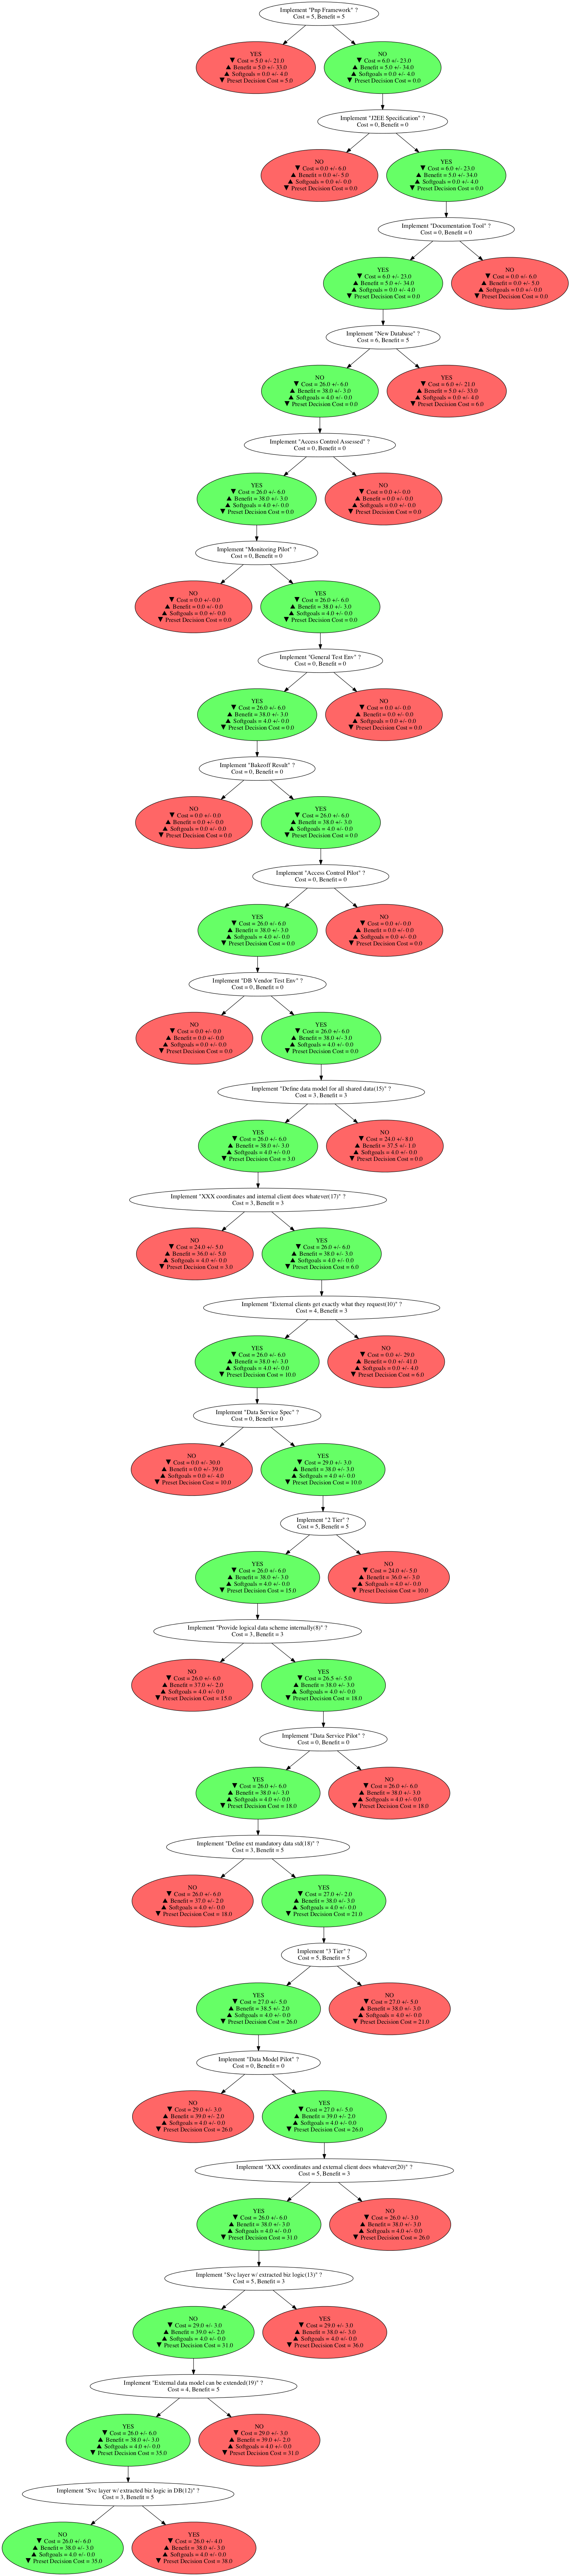 Implement "Pnp Framework" ?
Cost = 5, Benefit = 5
YES
▼ Cost = 5.0 +/- 21.0
▲ Benefit = 5.0 +/- 33.0
▲ Softgoals = 0.0 +/- 4.0
▼ Preset Decision Cost = 5.0
NO
▼ Cost = 6.0 +/- 23.0
▲ Benefit = 5.0 +/- 34.0
▲ Softgoals = 0.0 +/- 4.0
▼ Preset Decision Cost = 0.0
Implement "J2EE Specification" ?
Cost = 0, Benefit = 0
NO
▼ Cost = 0.0 +/- 6.0
▲ Benefit = 0.0 +/- 5.0
▲ Softgoals = 0.0 +/- 0.0
▼ Preset Decision Cost = 0.0
YES
▼ Cost = 6.0 +/- 23.0
▲ Benefit = 5.0 +/- 34.0
▲ Softgoals = 0.0 +/- 4.0
▼ Preset Decision Cost = 0.0
Implement "Documentation Tool" ?
Cost = 0, Benefit = 0
YES
▼ Cost = 6.0 +/- 23.0
▲ Benefit = 5.0 +/- 34.0
▲ Softgoals = 0.0 +/- 4.0
▼ Preset Decision Cost = 0.0
NO
▼ Cost = 0.0 +/- 6.0
▲ Benefit = 0.0 +/- 5.0
▲ Softgoals = 0.0 +/- 0.0
▼ Preset Decision Cost = 0.0
Implement "New Database" ?
Cost = 6, Benefit = 5
NO
▼ Cost = 26.0 +/- 6.0
▲ Benefit = 38.0 +/- 3.0
▲ Softgoals = 4.0 +/- 0.0
▼ Preset Decision Cost = 0.0
YES
▼ Cost = 6.0 +/- 21.0
▲ Benefit = 5.0 +/- 33.0
▲ Softgoals = 0.0 +/- 4.0
▼ Preset Decision Cost = 6.0
Implement "Access Control Assessed" ?
Cost = 0, Benefit = 0
YES
▼ Cost = 26.0 +/- 6.0
▲ Benefit = 38.0 +/- 3.0
▲ Softgoals = 4.0 +/- 0.0
▼ Preset Decision Cost = 0.0
NO
▼ Cost = 0.0 +/- 0.0
▲ Benefit = 0.0 +/- 0.0
▲ Softgoals = 0.0 +/- 0.0
▼ Preset Decision Cost = 0.0
Implement "Monitoring Pilot" ?
Cost = 0, Benefit = 0
NO
▼ Cost = 0.0 +/- 0.0
▲ Benefit = 0.0 +/- 0.0
▲ Softgoals = 0.0 +/- 0.0
▼ Preset Decision Cost = 0.0
YES
▼ Cost = 26.0 +/- 6.0
▲ Benefit = 38.0 +/- 3.0
▲ Softgoals = 4.0 +/- 0.0
▼ Preset Decision Cost = 0.0
Implement "General Test Env" ?
Cost = 0, Benefit = 0
YES
▼ Cost = 26.0 +/- 6.0
▲ Benefit = 38.0 +/- 3.0
▲ Softgoals = 4.0 +/- 0.0
▼ Preset Decision Cost = 0.0
NO
▼ Cost = 0.0 +/- 0.0
▲ Benefit = 0.0 +/- 0.0
▲ Softgoals = 0.0 +/- 0.0
▼ Preset Decision Cost = 0.0
Implement "Bakeoff Result" ?
Cost = 0, Benefit = 0
NO
▼ Cost = 0.0 +/- 0.0
▲ Benefit = 0.0 +/- 0.0
▲ Softgoals = 0.0 +/- 0.0
▼ Preset Decision Cost = 0.0
YES
▼ Cost = 26.0 +/- 6.0
▲ Benefit = 38.0 +/- 3.0
▲ Softgoals = 4.0 +/- 0.0
▼ Preset Decision Cost = 0.0
Implement "Access Control Pilot" ?
Cost = 0, Benefit = 0
YES
▼ Cost = 26.0 +/- 6.0
▲ Benefit = 38.0 +/- 3.0
▲ Softgoals = 4.0 +/- 0.0
▼ Preset Decision Cost = 0.0
NO
▼ Cost = 0.0 +/- 0.0
▲ Benefit = 0.0 +/- 0.0
▲ Softgoals = 0.0 +/- 0.0
▼ Preset Decision Cost = 0.0
Implement "DB Vendor Test Env" ?
Cost = 0, Benefit = 0
NO
▼ Cost = 0.0 +/- 0.0
▲ Benefit = 0.0 +/- 0.0
▲ Softgoals = 0.0 +/- 0.0
▼ Preset Decision Cost = 0.0
YES
▼ Cost = 26.0 +/- 6.0
▲ Benefit = 38.0 +/- 3.0
▲ Softgoals = 4.0 +/- 0.0
▼ Preset Decision Cost = 0.0
Implement "Define data model for all shared data(15)" ?
Cost = 3, Benefit = 3
YES
▼ Cost = 26.0 +/- 6.0
▲ Benefit = 38.0 +/- 3.0
▲ Softgoals = 4.0 +/- 0.0
▼ Preset Decision Cost = 3.0
NO
▼ Cost = 24.0 +/- 8.0
▲ Benefit = 37.5 +/- 1.0
▲ Softgoals = 4.0 +/- 0.0
▼ Preset Decision Cost = 0.0
Implement "XXX coordinates and internal client does whatever(17)" ?
Cost = 3, Benefit = 3
NO
▼ Cost = 24.0 +/- 5.0
▲ Benefit = 36.0 +/- 5.0
▲ Softgoals = 4.0 +/- 0.0
▼ Preset Decision Cost = 3.0
YES
▼ Cost = 26.0 +/- 6.0
▲ Benefit = 38.0 +/- 3.0
▲ Softgoals = 4.0 +/- 0.0
▼ Preset Decision Cost = 6.0
Implement "External clients get exactly what they request(10)" ?
Cost = 4, Benefit = 3
YES
▼ Cost = 26.0 +/- 6.0
▲ Benefit = 38.0 +/- 3.0
▲ Softgoals = 4.0 +/- 0.0
▼ Preset Decision Cost = 10.0
NO
▼ Cost = 0.0 +/- 29.0
▲ Benefit = 0.0 +/- 41.0
▲ Softgoals = 0.0 +/- 4.0
▼ Preset Decision Cost = 6.0
Implement "Data Service Spec" ?
Cost = 0, Benefit = 0
NO
▼ Cost = 0.0 +/- 30.0
▲ Benefit = 0.0 +/- 39.0
▲ Softgoals = 0.0 +/- 4.0
▼ Preset Decision Cost = 10.0
YES
▼ Cost = 29.0 +/- 3.0
▲ Benefit = 38.0 +/- 3.0
▲ Softgoals = 4.0 +/- 0.0
▼ Preset Decision Cost = 10.0
Implement "2 Tier" ?
Cost = 5, Benefit = 5
YES
▼ Cost = 26.0 +/- 6.0
▲ Benefit = 38.0 +/- 3.0
▲ Softgoals = 4.0 +/- 0.0
▼ Preset Decision Cost = 15.0
NO
▼ Cost = 24.0 +/- 5.0
▲ Benefit = 36.0 +/- 3.0
▲ Softgoals = 4.0 +/- 0.0
▼ Preset Decision Cost = 10.0
Implement "Provide logical data scheme internally(8)" ?
Cost = 3, Benefit = 3
NO
▼ Cost = 26.0 +/- 6.0
▲ Benefit = 37.0 +/- 2.0
▲ Softgoals = 4.0 +/- 0.0
▼ Preset Decision Cost = 15.0
YES
▼ Cost = 26.5 +/- 5.0
▲ Benefit = 38.0 +/- 3.0
▲ Softgoals = 4.0 +/- 0.0
▼ Preset Decision Cost = 18.0
Implement "Data Service Pilot" ?
Cost = 0, Benefit = 0
YES
▼ Cost = 26.0 +/- 6.0
▲ Benefit = 38.0 +/- 3.0
▲ Softgoals = 4.0 +/- 0.0
▼ Preset Decision Cost = 18.0
NO
▼ Cost = 26.0 +/- 6.0
▲ Benefit = 38.0 +/- 3.0
▲ Softgoals = 4.0 +/- 0.0
▼ Preset Decision Cost = 18.0
Implement "Define ext mandatory data std(18)" ?
Cost = 3, Benefit = 5
NO
▼ Cost = 26.0 +/- 6.0
▲ Benefit = 37.0 +/- 2.0
▲ Softgoals = 4.0 +/- 0.0
▼ Preset Decision Cost = 18.0
YES
▼ Cost = 27.0 +/- 2.0
▲ Benefit = 38.0 +/- 3.0
▲ Softgoals = 4.0 +/- 0.0
▼ Preset Decision Cost = 21.0
Implement "3 Tier" ?
Cost = 5, Benefit = 5
YES
▼ Cost = 27.0 +/- 5.0
▲ Benefit = 38.5 +/- 2.0
▲ Softgoals = 4.0 +/- 0.0
▼ Preset Decision Cost = 26.0
NO
▼ Cost = 27.0 +/- 5.0
▲ Benefit = 38.0 +/- 3.0
▲ Softgoals = 4.0 +/- 0.0
▼ Preset Decision Cost = 21.0
Implement "Data Model Pilot" ?
Cost = 0, Benefit = 0
NO
▼ Cost = 29.0 +/- 3.0
▲ Benefit = 39.0 +/- 2.0
▲ Softgoals = 4.0 +/- 0.0
▼ Preset Decision Cost = 26.0
YES
▼ Cost = 27.0 +/- 5.0
▲ Benefit = 39.0 +/- 2.0
▲ Softgoals = 4.0 +/- 0.0
▼ Preset Decision Cost = 26.0
Implement "XXX coordinates and external client does whatever(20)" ?
Cost = 5, Benefit = 3
YES
▼ Cost = 26.0 +/- 6.0
▲ Benefit = 38.0 +/- 3.0
▲ Softgoals = 4.0 +/- 0.0
▼ Preset Decision Cost = 31.0
NO
▼ Cost = 26.0 +/- 3.0
▲ Benefit = 38.0 +/- 3.0
▲ Softgoals = 4.0 +/- 0.0
▼ Preset Decision Cost = 26.0
Implement "Svc layer w/ extracted biz logic(13)" ?
Cost = 5, Benefit = 3
NO
▼ Cost = 29.0 +/- 3.0
▲ Benefit = 39.0 +/- 2.0
▲ Softgoals = 4.0 +/- 0.0
▼ Preset Decision Cost = 31.0
YES
▼ Cost = 29.0 +/- 3.0
▲ Benefit = 38.0 +/- 3.0
▲ Softgoals = 4.0 +/- 0.0
▼ Preset Decision Cost = 36.0
Implement "External data model can be extended(19)" ?
Cost = 4, Benefit = 5
YES
▼ Cost = 26.0 +/- 6.0
▲ Benefit = 38.0 +/- 3.0
▲ Softgoals = 4.0 +/- 0.0
▼ Preset Decision Cost = 35.0
NO
▼ Cost = 29.0 +/- 3.0
▲ Benefit = 39.0 +/- 2.0
▲ Softgoals = 4.0 +/- 0.0
▼ Preset Decision Cost = 31.0
Implement "Svc layer w/ extracted biz logic in DB(12)" ?
Cost = 3, Benefit = 5
NO
▼ Cost = 26.0 +/- 6.0
▲ Benefit = 38.0 +/- 3.0
▲ Softgoals = 4.0 +/- 0.0
▼ Preset Decision Cost = 35.0
YES
▼ Cost = 26.0 +/- 4.0
▲ Benefit = 38.0 +/- 3.0
▲ Softgoals = 4.0 +/- 0.0
▼ Preset Decision Cost = 38.0